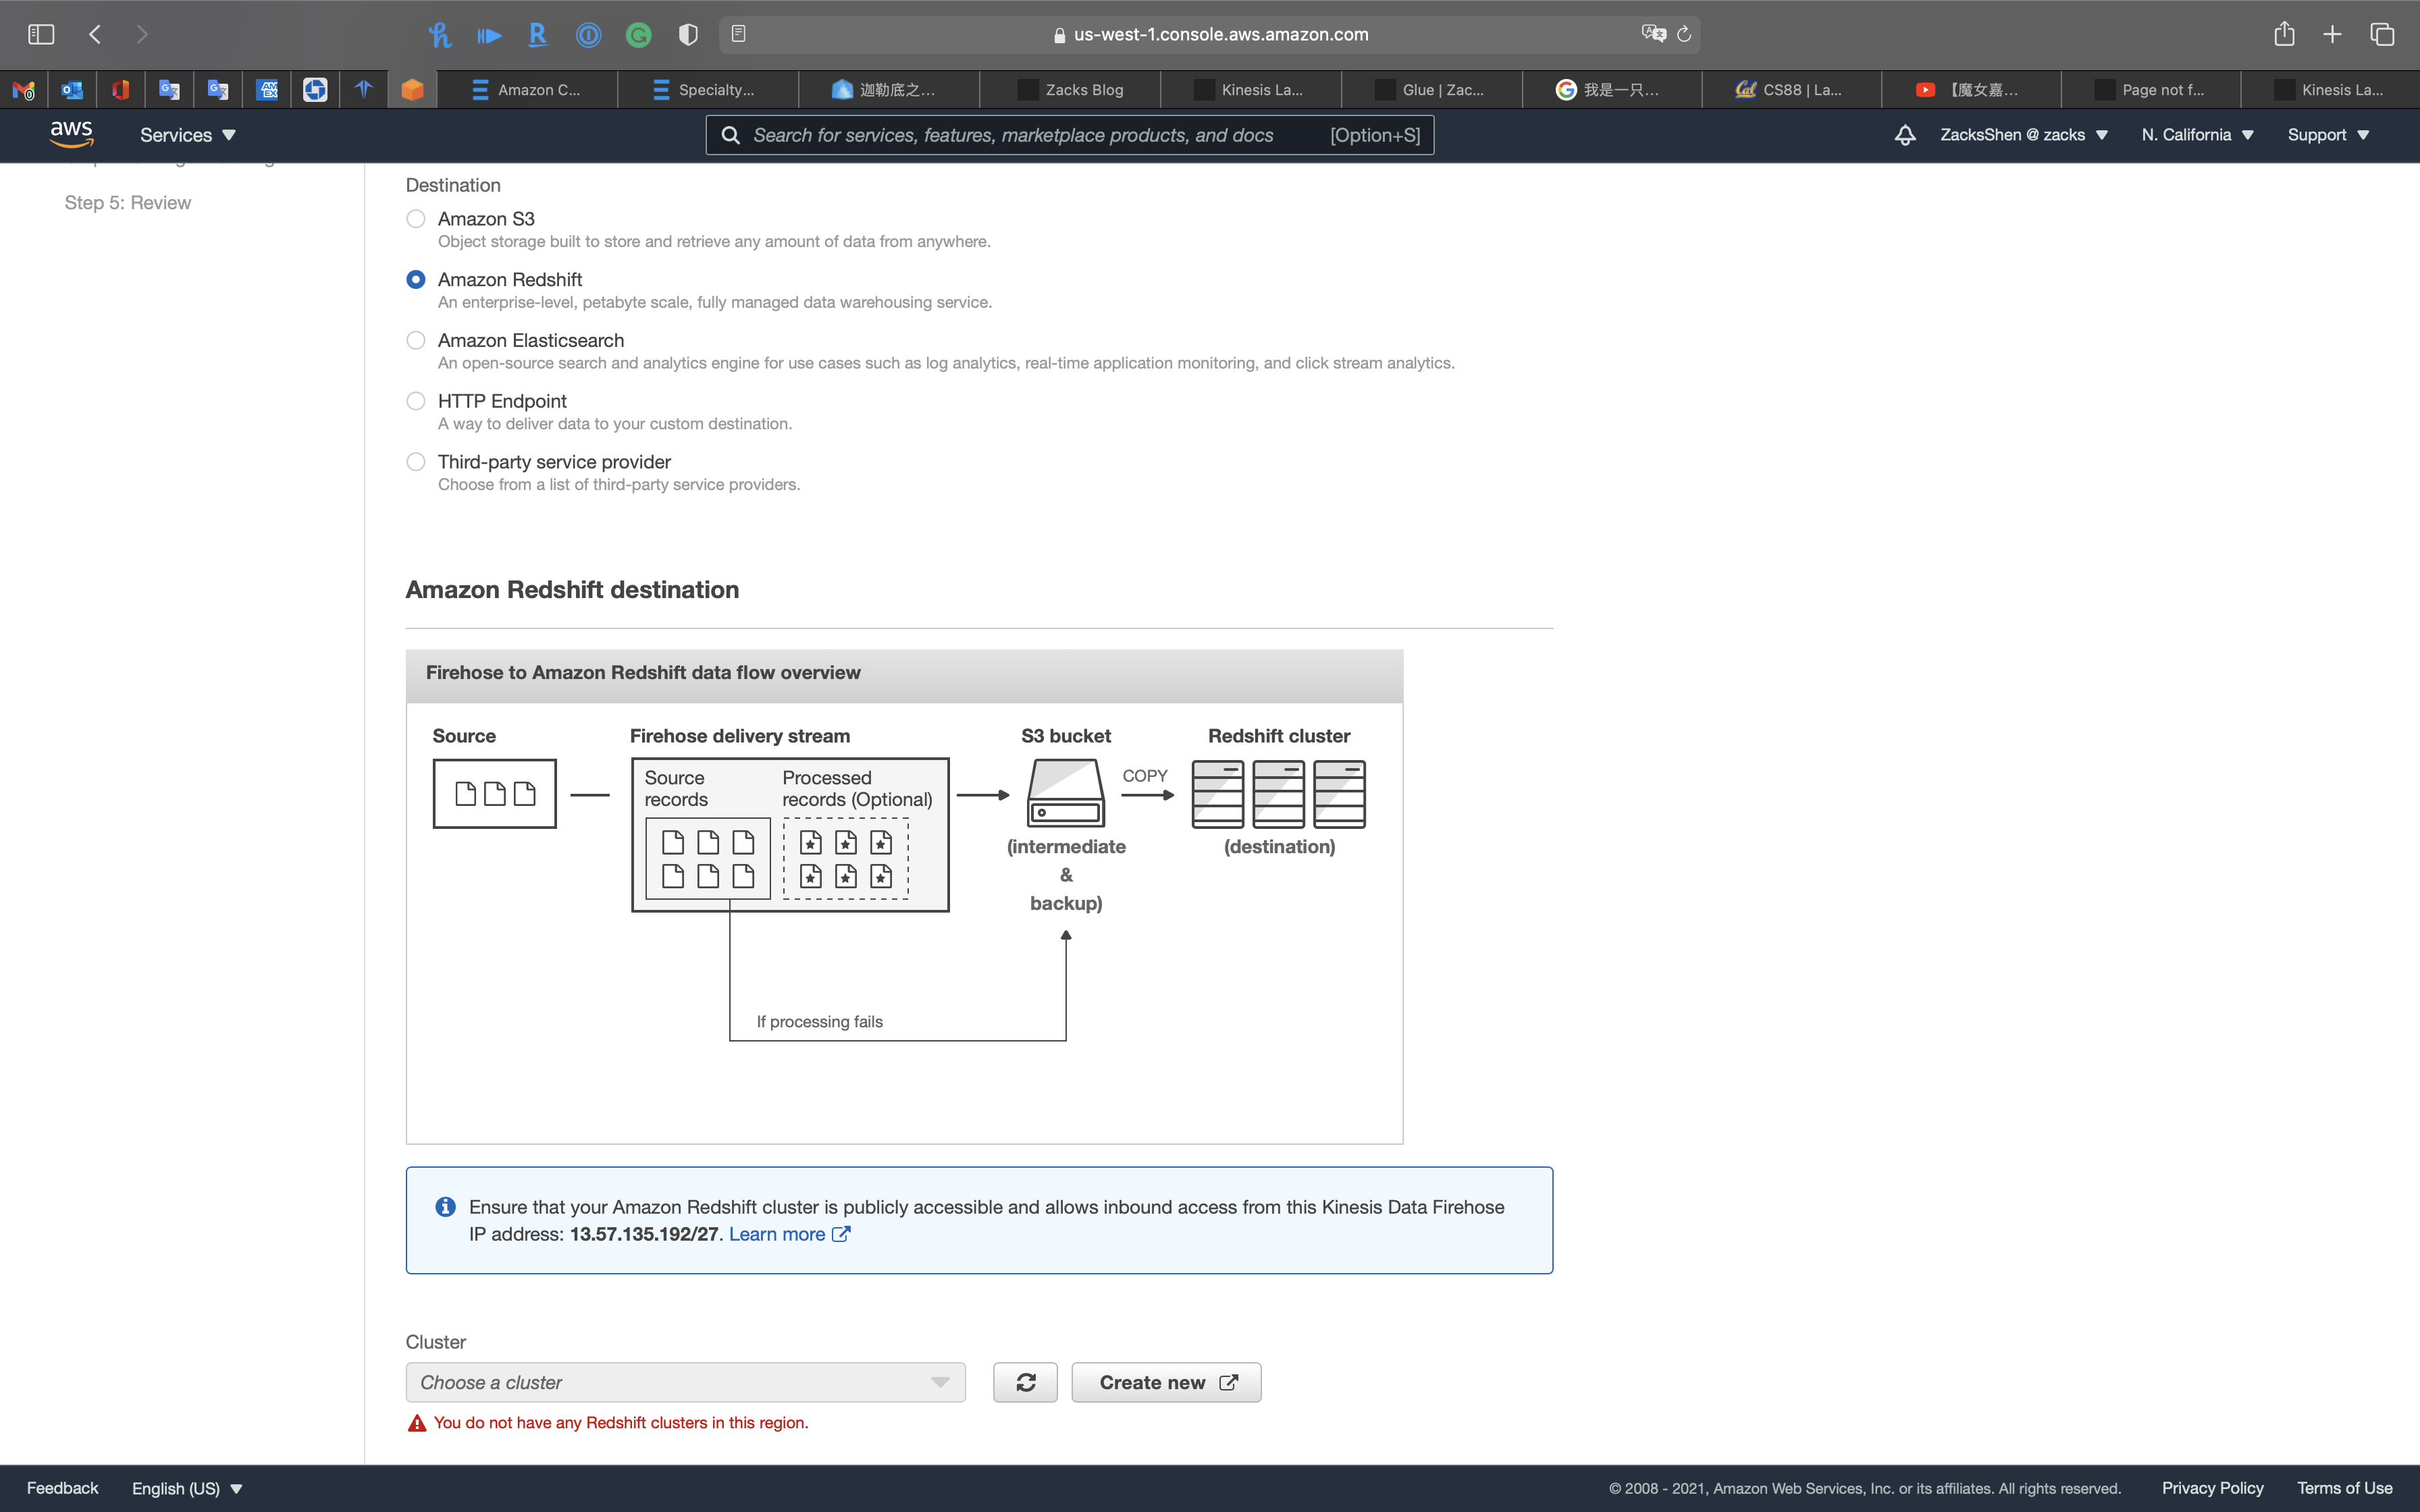 us-west-1.console.aws.amazon.com
Amazon C...
Specialty...
迦勒底之...
Zacks Blog
Kinesis La...
Glue | Zac...
我是一只...
CS88 | La...
【魔女嘉...
Page not f...
Kinesis La...
aws
Services
Search for services, features, marketplace products, and docs
[Option+S]
ZacksShen @ zacks
N. California
Support
Step 5: Review
Destination
Amazon S3
Object storage built to store and retrieve any amount of data from anywhere.
Amazon Redshift
An enterprise-level, petabyte scale, fully managed data warehousing service.
Amazon Elasticsearch
An open-source search and analytics engine for use cases such as log analytics, real-time application monitoring, and click stream analytics.
HTTP Endpoint
A way to deliver data to your custom destination.
Third-party service provider
Choose from a list of third-party service providers.
Amazon Redshift destination
Firehose to Amazon Redshift data flow overview
Source
Firehose delivery stream
S3 bucket
Redshift cluster
Source
records
Processed
records (Optional)
COPY
(intermediate
&
backup)
(destination)
If processing fails
Ensure that your Amazon Redshift cluster is publicly accessible and allows inbound access from this Kinesis Data Firehose
IP address: 13.57.135.192/27. Learn more
Cluster
Choose a cluster
Create new
You do not have any Redshift clusters in this region.
Feedback
English (US)
© 2008 - 2021, Amazon Web Services, Inc. or its affiliates. All rights reserved.
Privacy Policy
Terms of Use